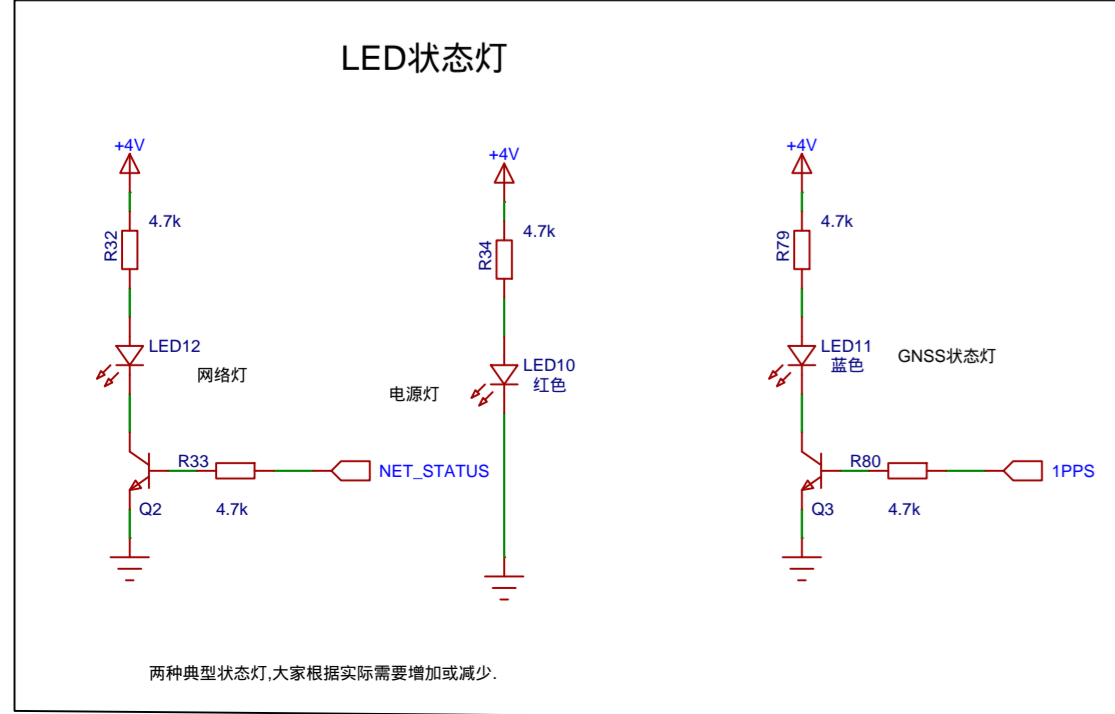 LED状态灯
+4V
R32
4.7k
LED12
网络灯
R33
4.7k
NET_STATUS
Q2
+4V
R34
4.7k
LED10
红色
电源灯
+4V
R79
4.7k
LED11
蓝色
GNSS状态灯
R80
4.7k
1PPS
Q3
两种典型状态灯,大家根据实际需要增加或减少.